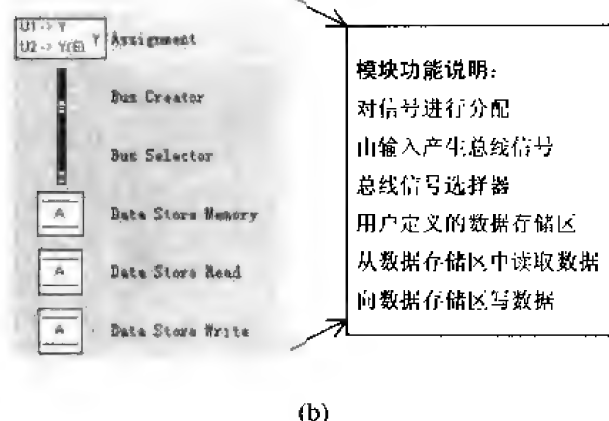 U1 -> Y
U2 -> Y(E) Y
Assignment
Bus Creator
Bus Selector
A Data Store Memory
A Data Store Read
A Data Store Write
模块功能说明：
对信号进行分配
由输入产生总线信号
总线信号选择器
用户定义的数据存储区
从数据存储区中读取数据
向数据存储区写数据
(b)